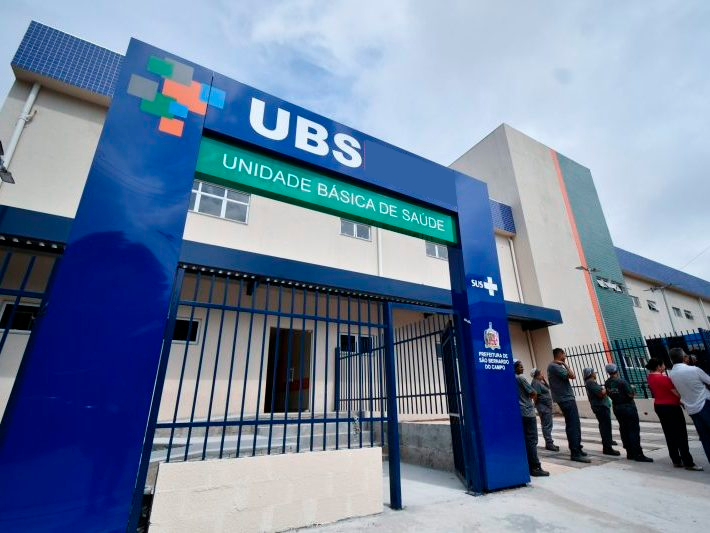 UBS
UNIDADE BÁSICA DE SAÚDE
SUS
PREFEITURA DE
SÃO BERNARDO
DO CAMPO